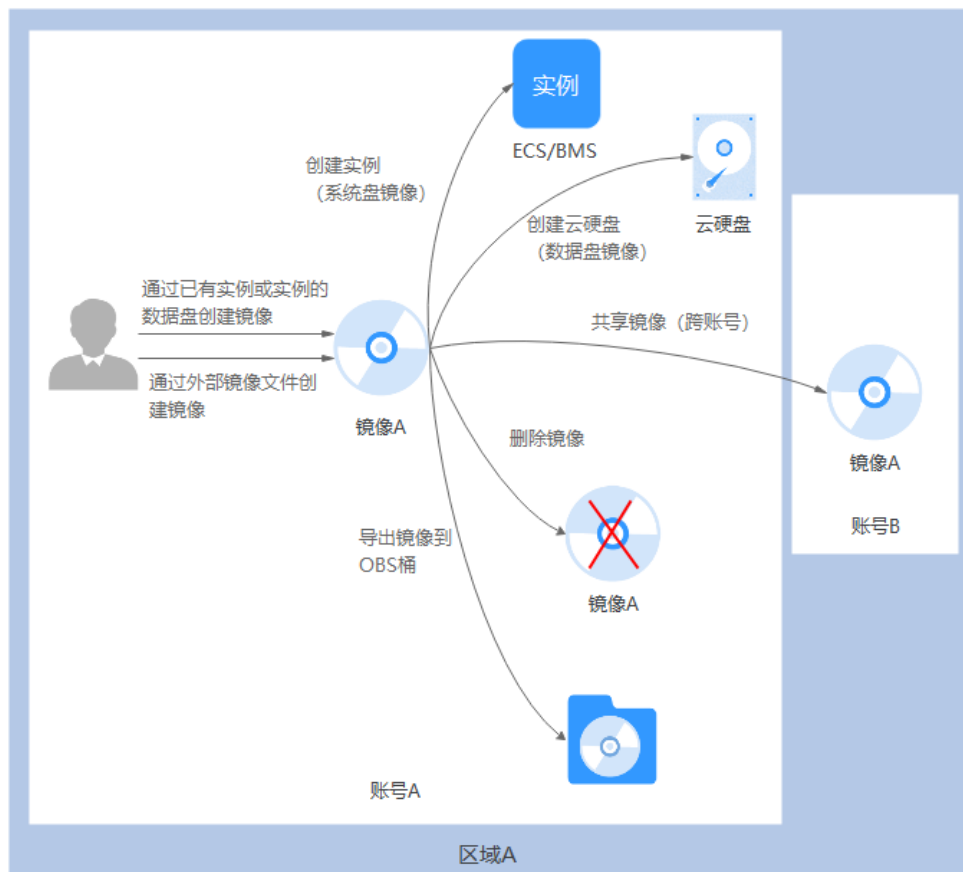 实例
ECS/BMS
创建实例
（系统盘镜像）
云硬盘
创建云硬盘
（数据盘镜像）
通过已有实例或实例的
数据盘创建镜像
共享镜像（跨账号）
通过外部镜像文件创
建镜像
镜像A
删除镜像
镜像A
账号B
导出镜像到
OBS桶
镜像A
账号A
区域A